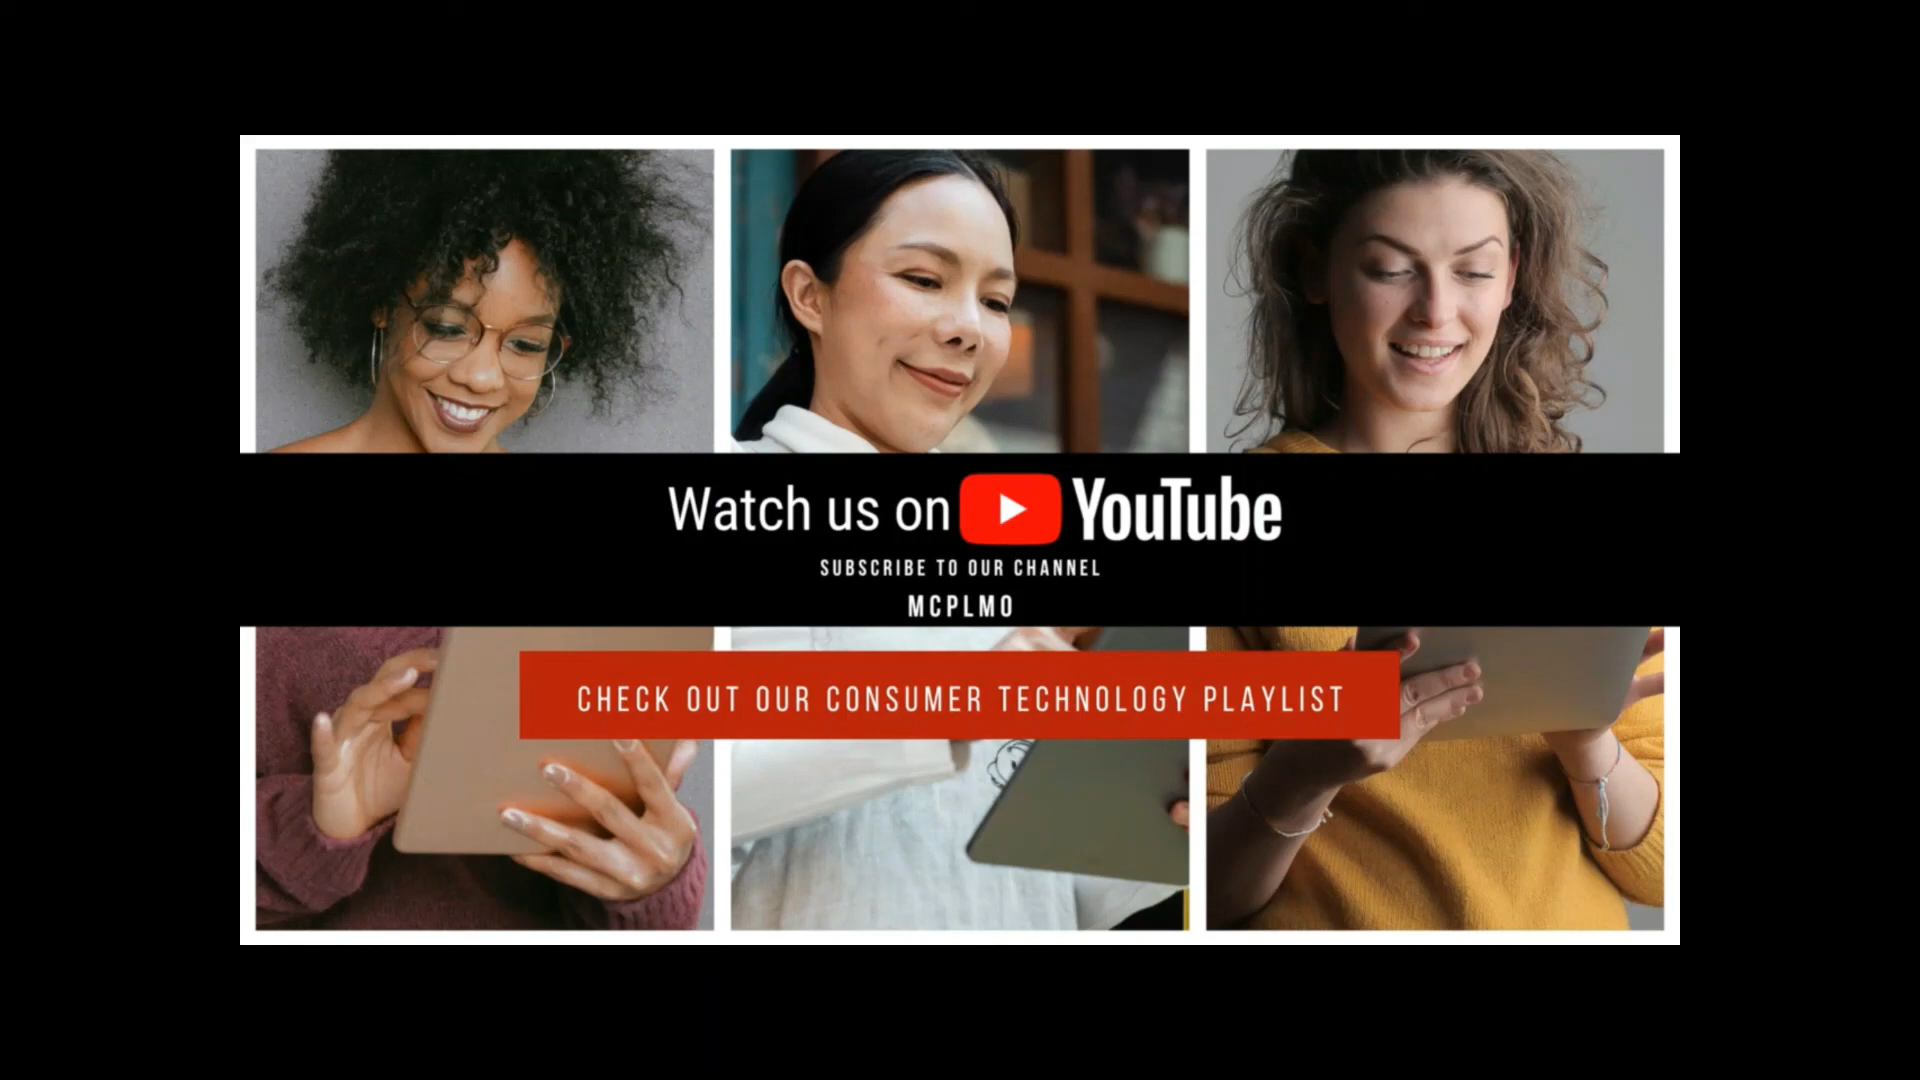 Watch us on YouTube
SUBSCRIBE TO OUR CHANNEL
MCPLMO
CHECK OUT OUR CONSUMER TECHNOLOGY PLAYLIST